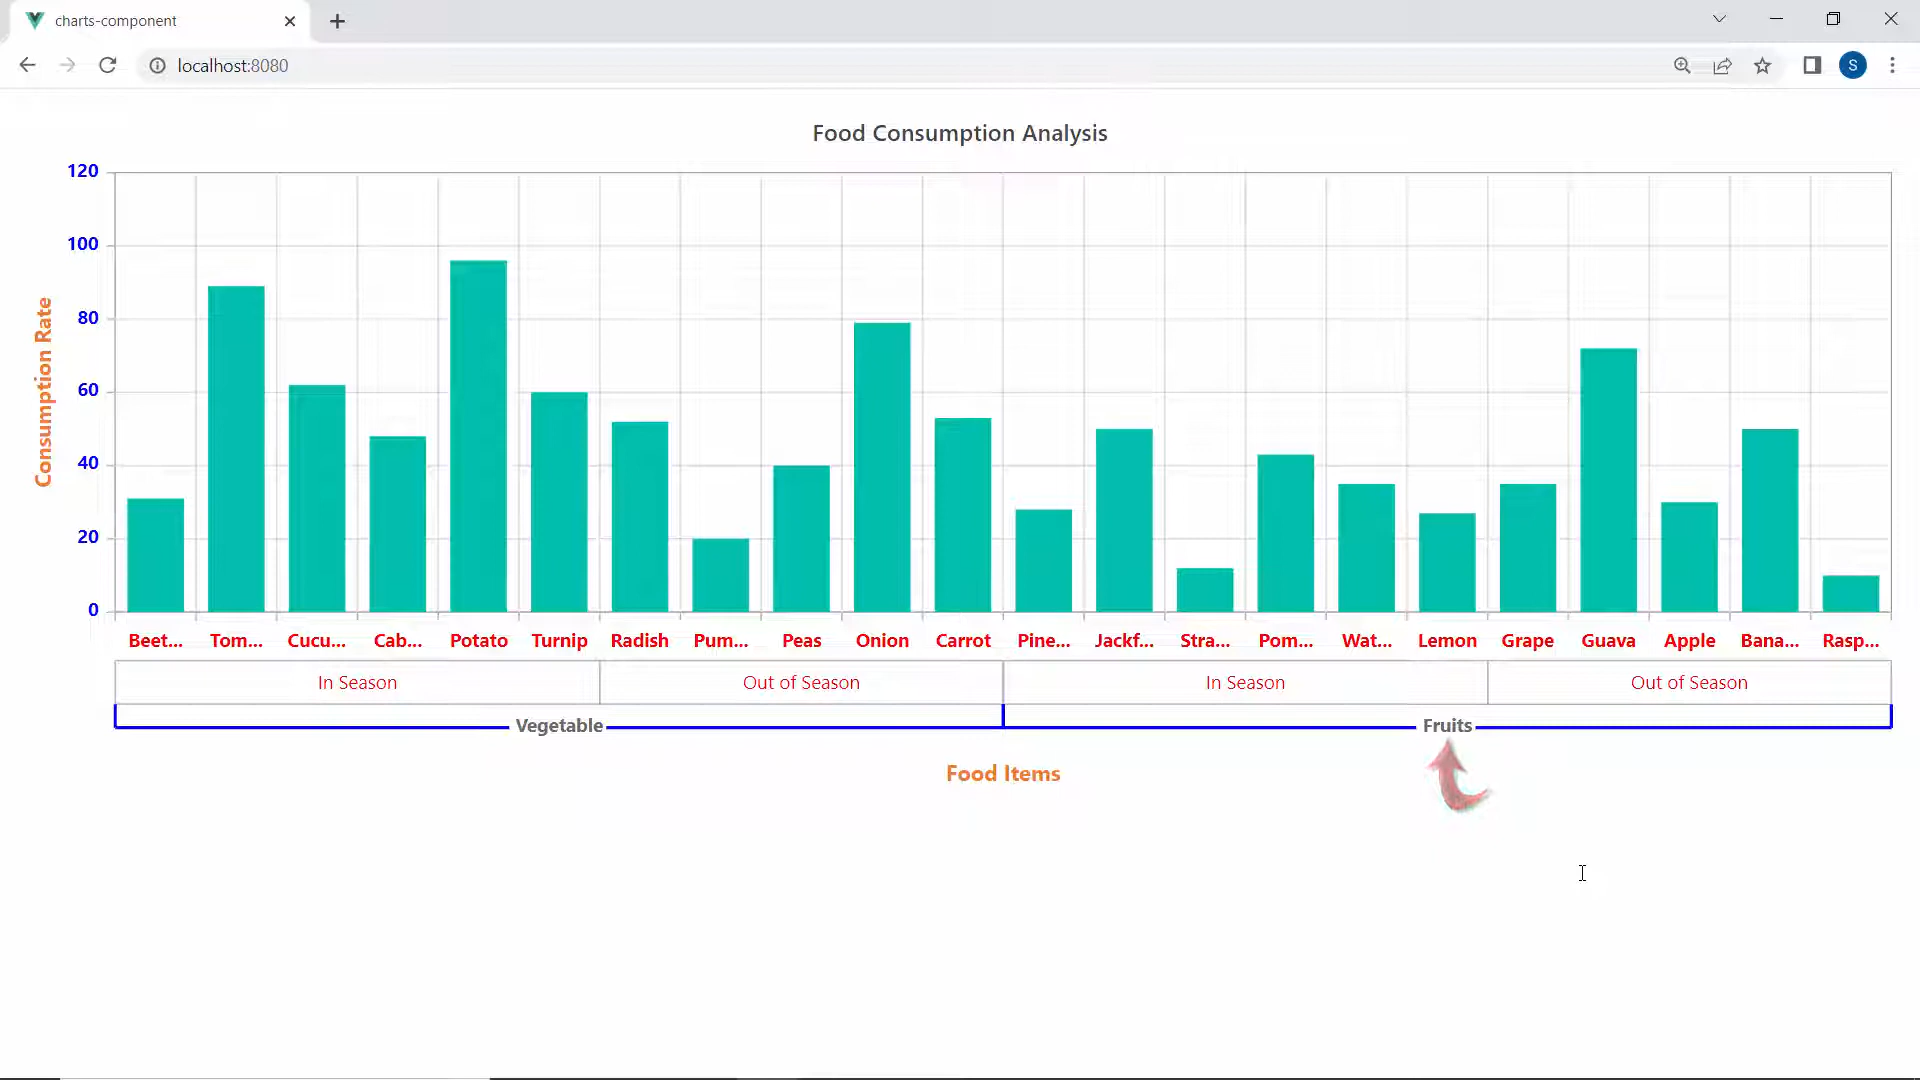 charts-component
localhost:8080
S
Food Consumption Analysis
120
100
80
60
40
20
0
Consumption Rate
Beet... Tom... Cucu... Cab... Potato Turnip Radish Pum... Peas Onion Carrot Pine... Jackf... Stra... Pom... Wat... Lemon Grape Guava Apple Bana... Rasp...
In Season Out of Season In Season Out of Season
Vegetable Fruits
Food Items